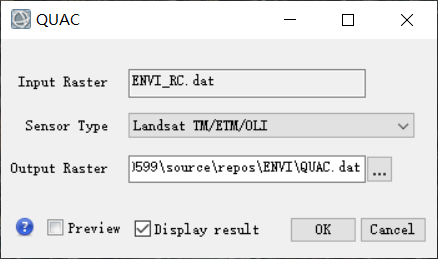 QUAC
Input Raster ENVI_RC.dat
Sensor Type Landsat TM/ETM/OLI
Output Raster 0599\source\repos\ENVI\QUAC.dat ...
? Preview Display result OK Cancel